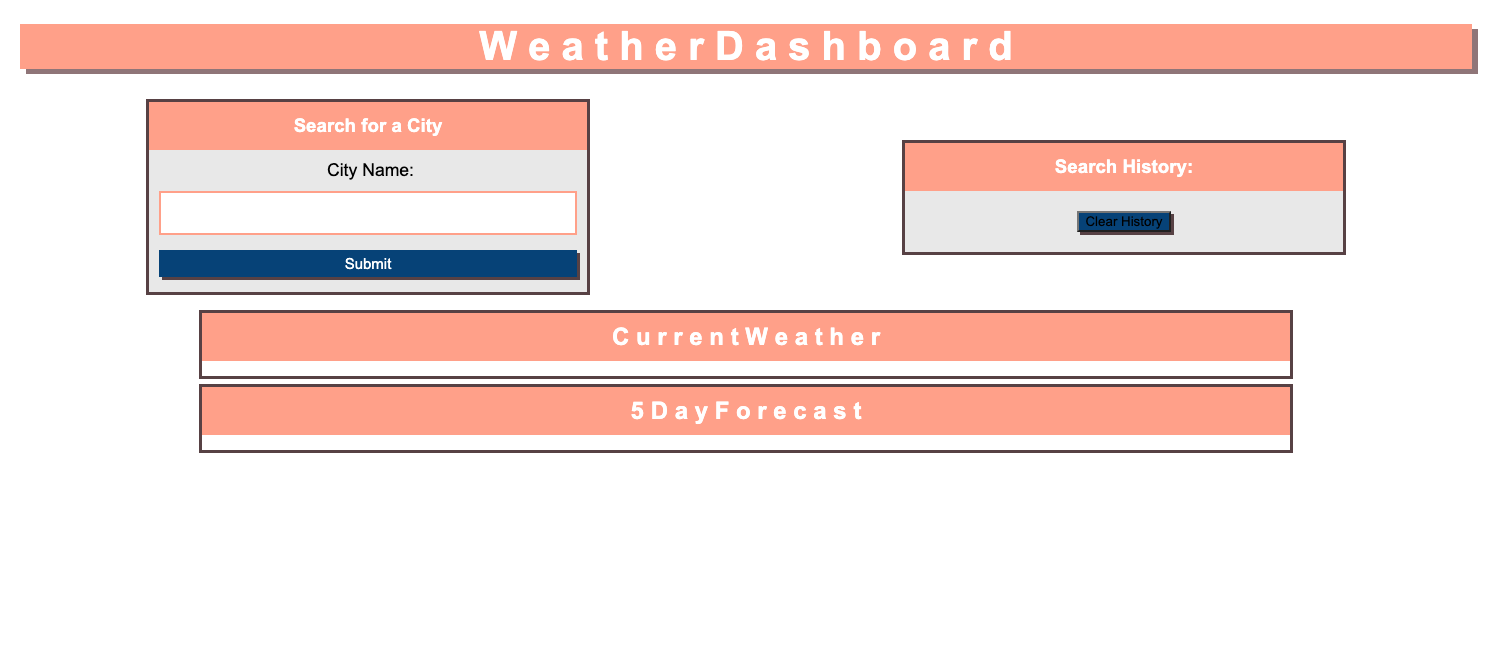 W e a t h e r D a s h b o a r d
Search for a City
City Name:
Submit
Search History:
Clear History
C u r r e n t W e a t h e r
5 D a y F o r e c a s t